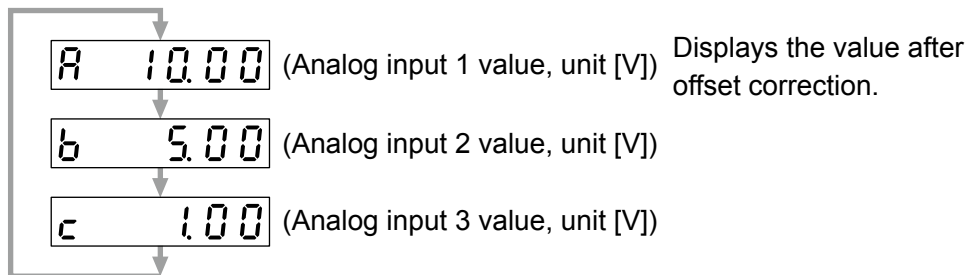 A 10.00 (Analog input 1 value, unit [V]) Displays the value after
offset correction.
b 5.00 (Analog input 2 value, unit [V])
c 1.00 (Analog input 3 value, unit [V])